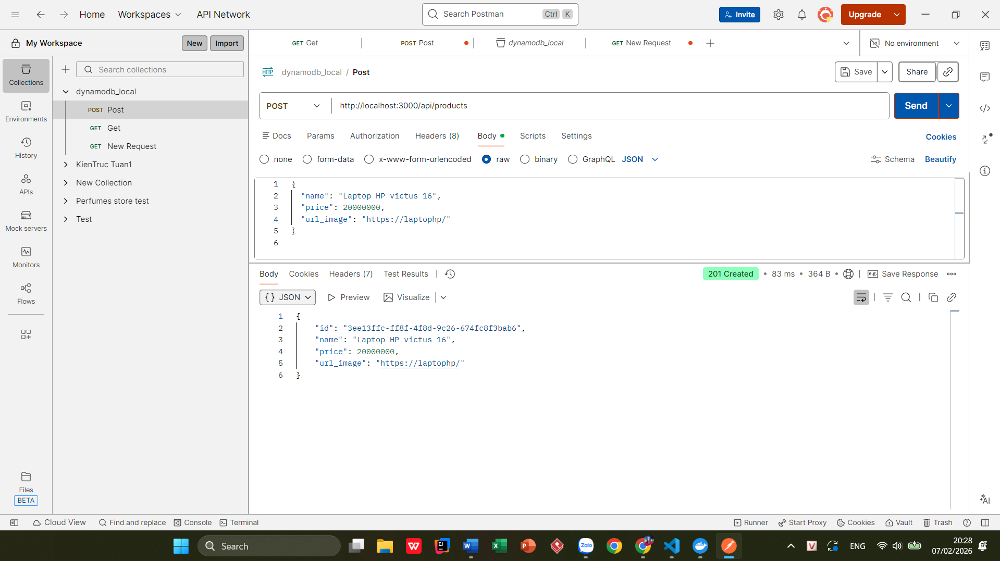 Home
Workspaces
API Network
Search Postman
Ctrl
K
Invite
Upgrade
My Workspace
New
Import
GET Get
POST Post
dynamodb_local
GET New Request
No environment
Collections
Environments
History
APIs
Mock servers
Monitors
Flows
Files
BETA
Search collections
dynamodb_local
POST Post
GET Get
GET New Request
KienTruc Tuan1
New Collection
Perfumes store test
Test
HTTP
dynamodb_local / Post
Save
Share
POST
http://localhost:3000/api/products
Send
Docs
Params
Authorization
Headers (8)
Body
Scripts
Settings
Cookies
none
form-data
x-www-form-urlencoded
raw
binary
GraphQL
JSON
Schema
Beautify
1 {
2 "name": "Laptop HP victus 16",
3 "price": 20000000,
4 "url_image": "https://laptophp/"
5 }
6
Body
Cookies
Headers (7)
Test Results
201 Created
83 ms
364 B
e.g. Save Response
{} JSON
Preview
Visualize
1 {
2 "id": "3ee13ffc-ff8f-4f8d-9c26-674fc8f3bab6",
3 "name": "Laptop HP victus 16",
4 "price": 20000000,
5 "url_image": "https://laptophp/"
6 }
AI
Cloud View
Find and replace
Console
Terminal
Runner
Start Proxy
Cookies
Vault
Trash
Search
W
IJ
W
X
P
Zalo
V
ENG
20:28
07/02/2026